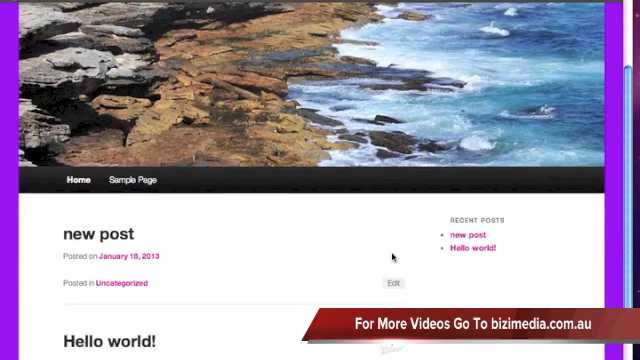 Home Sample Page
new post
Posted on January 18, 2013
Posted in Uncategorized
Edit
Hello world!
RECENT POSTS
new post
Hello world!
For More Videos Go To bizimedia.com.au